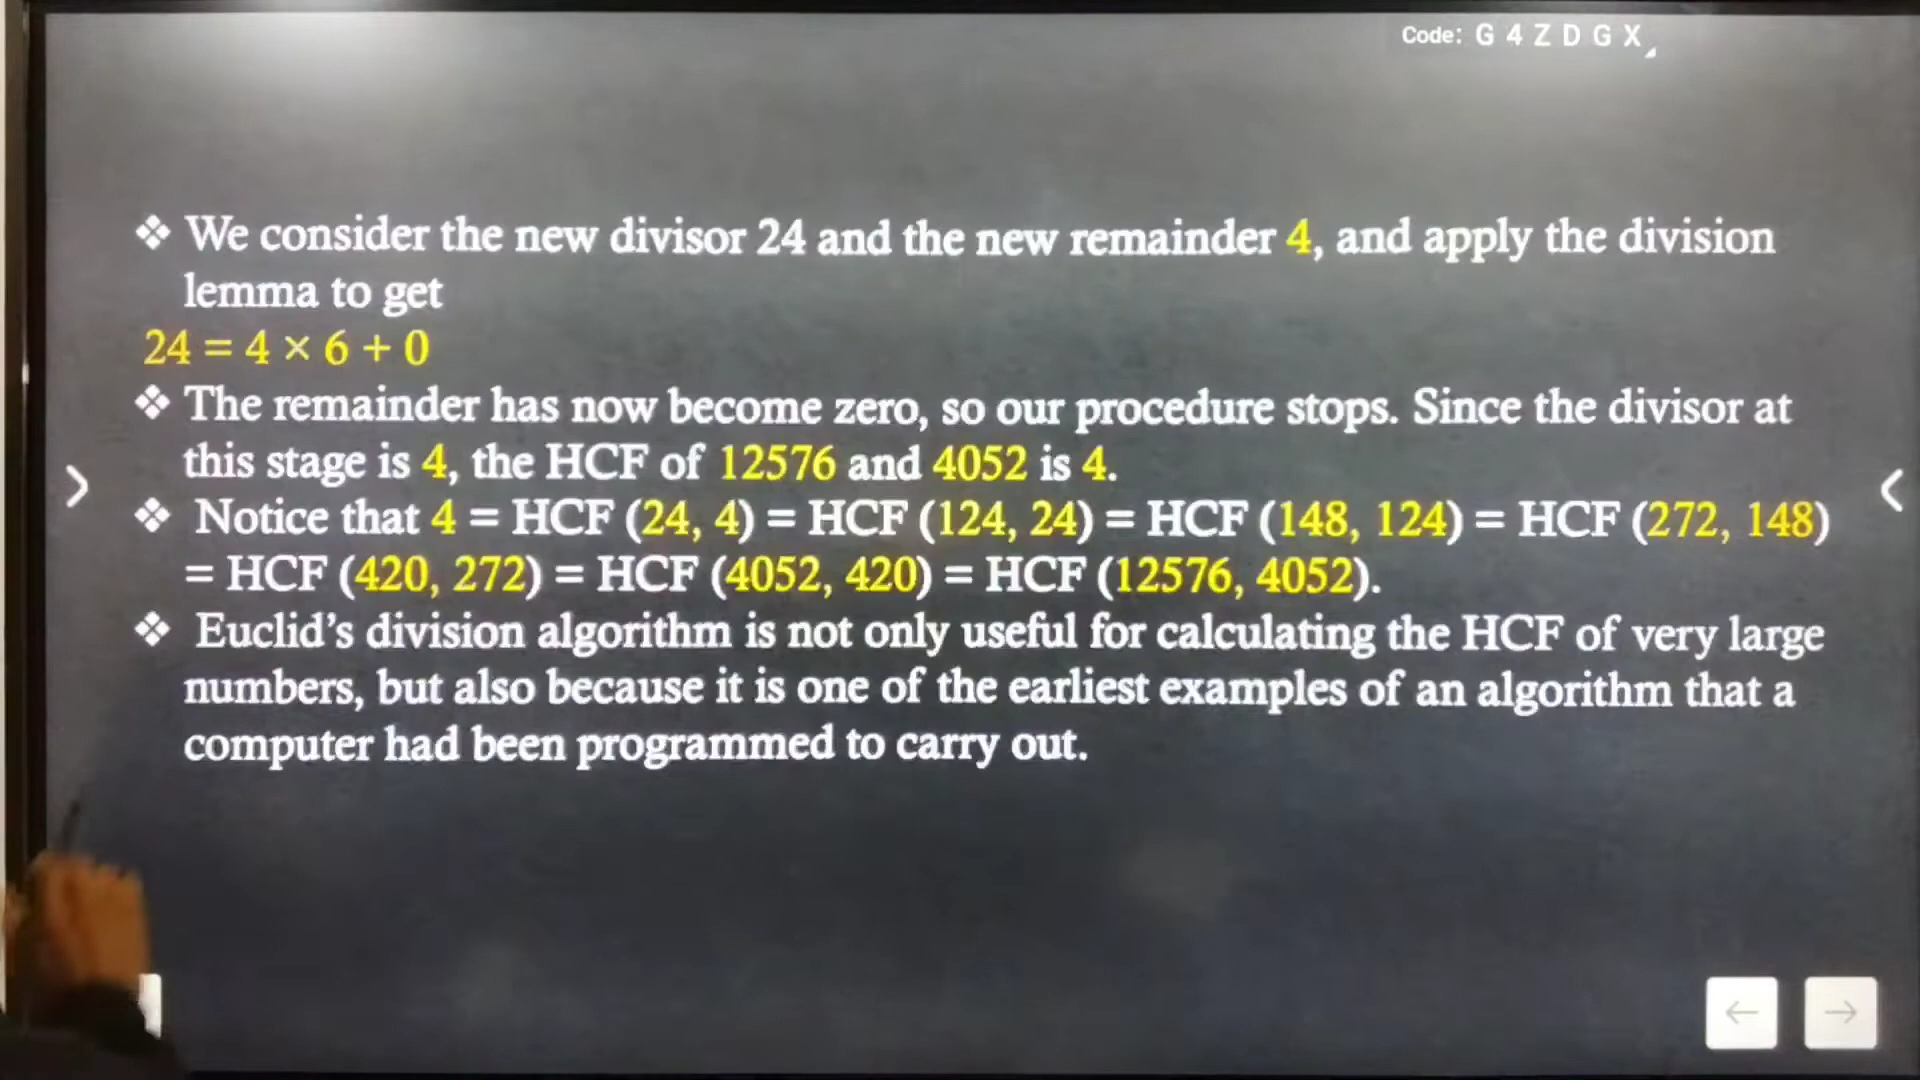 Code: G 4 Z D G X
❖ We consider the new divisor 24 and the new remainder 4, and apply the division
lemma to get
24 = 4 × 6 + 0
❖ The remainder has now become zero, so our procedure stops. Since the divisor at
this stage is 4, the HCF of 12576 and 4052 is 4.
❖ Notice that 4 = HCF (24, 4) = HCF (124, 24) = HCF (148, 124) = HCF (272, 148)
= HCF (420, 272) = HCF (4052, 420) = HCF (12576, 4052).
❖ Euclid’s division algorithm is not only useful for calculating the HCF of very large
numbers, but also because it is one of the earliest examples of an algorithm that a
computer had been programmed to carry out.